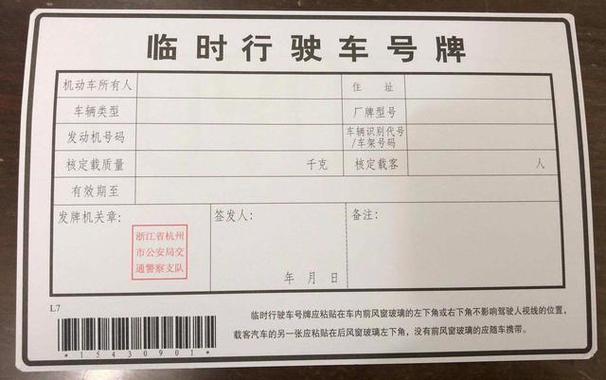 临时行驶车号牌
机动车所有人 住址
车辆类型 厂牌型号
发动机号码 车辆识别代号
/车架号码
核定载质量 千克 核定载客 人
有效期至
发牌机关章： 签发人： 备注：
浙江省杭州
市公安局交
通警察支队
年 月 日
L7
临时行驶车号牌应粘贴在车内前风窗玻璃的左下角或右下角不影响驾驶人视线的位置，
载客汽车的另一张应粘贴在后风窗玻璃左下角，没有前风窗玻璃的应随车携带。
*15430901*